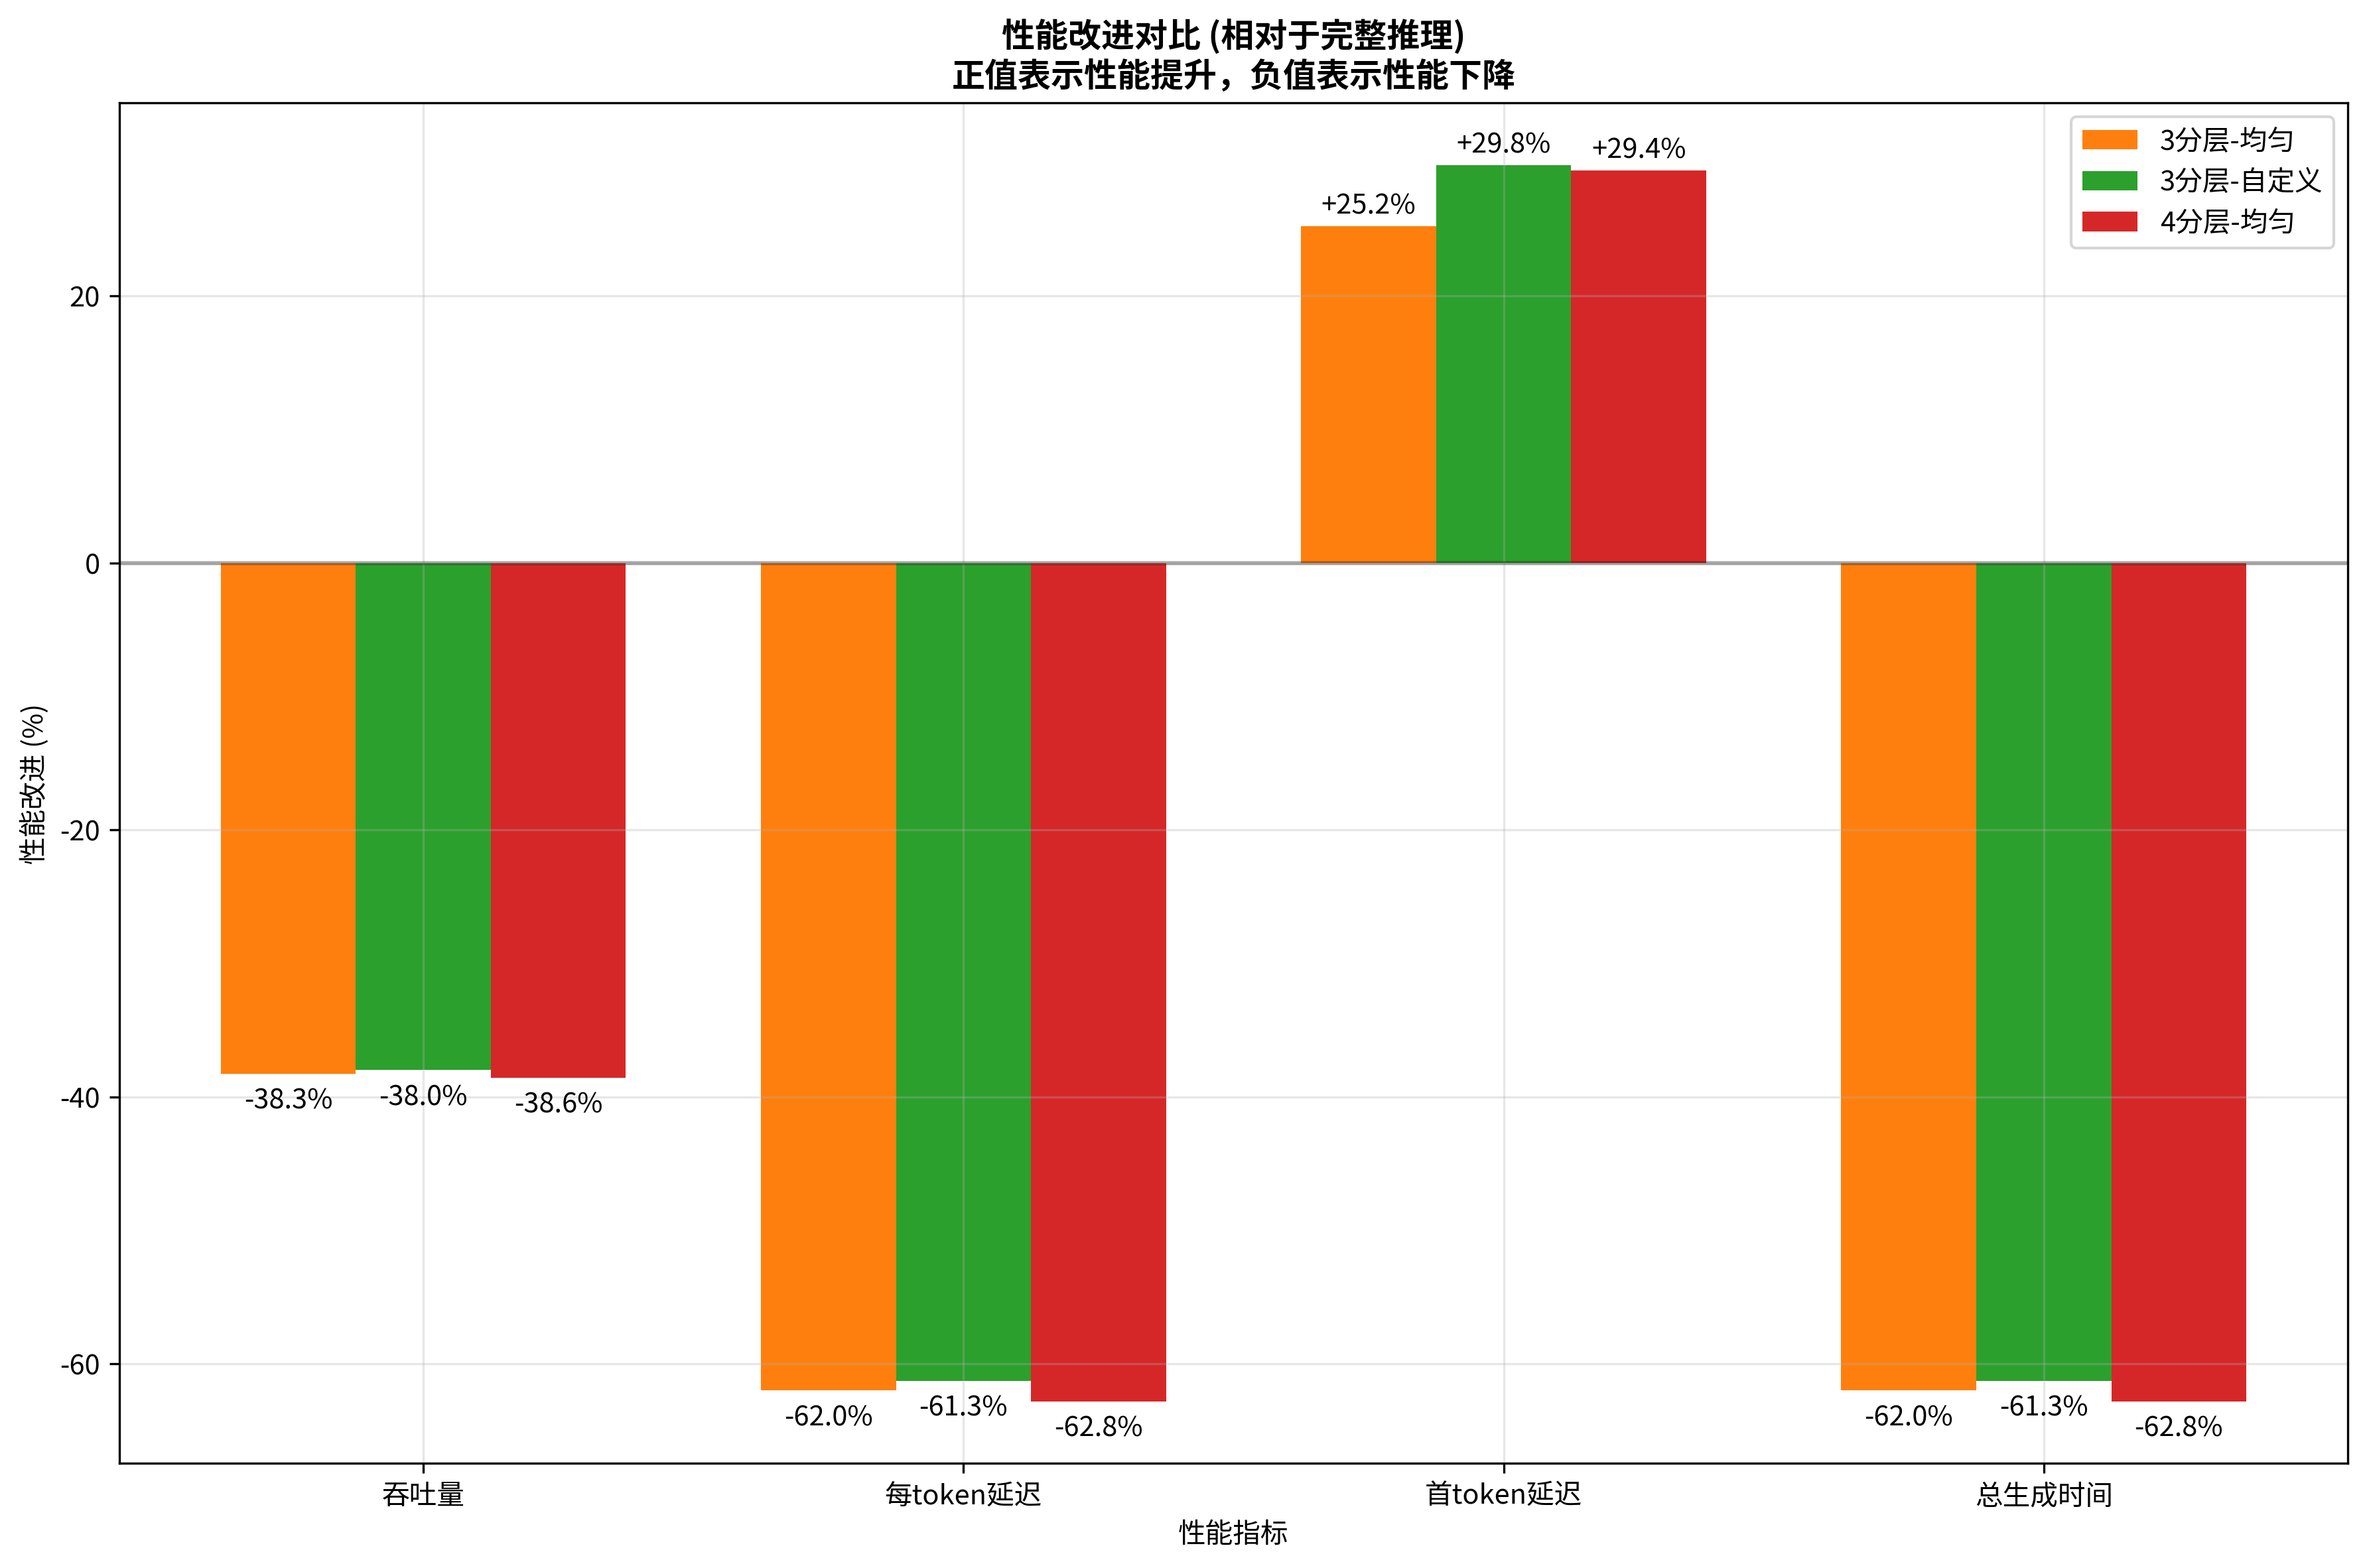 性能改进对比 (相对于完整推理)
正值表示性能提升，负值表示性能下降
3分层-均匀
3分层-自定义
4分层-均匀
+25.2%
+29.8%
+29.4%
20
0
-20
-40
-60
性能改进 (%)
-38.3%
-38.0%
-38.6%
-62.0%
-61.3%
-62.8%
-62.0%
-61.3%
-62.8%
吞吐量
每token延迟
首token延迟
总生成时间
性能指标